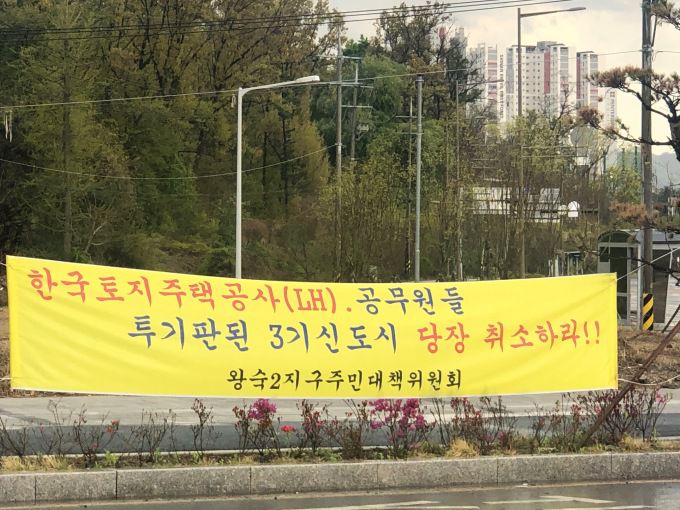 한국토지주택공사(LH).공무원들
투기판된 3기신도시 당장 취소하라!!
왕숙2지구주민대책위원회